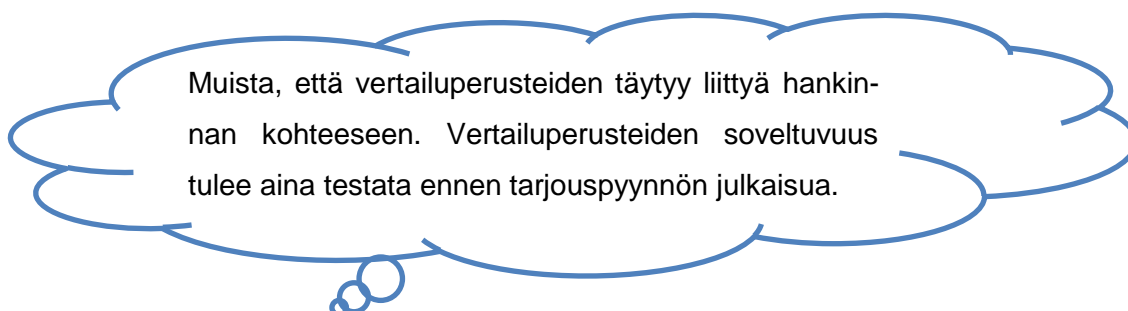 Muista, että vertailuperusteiden täytyy liittyä hankin-
nan kohteeseen. Vertailuperusteiden soveltuvuus
tulee aina testata ennen tarjouspyynnön julkaisua.